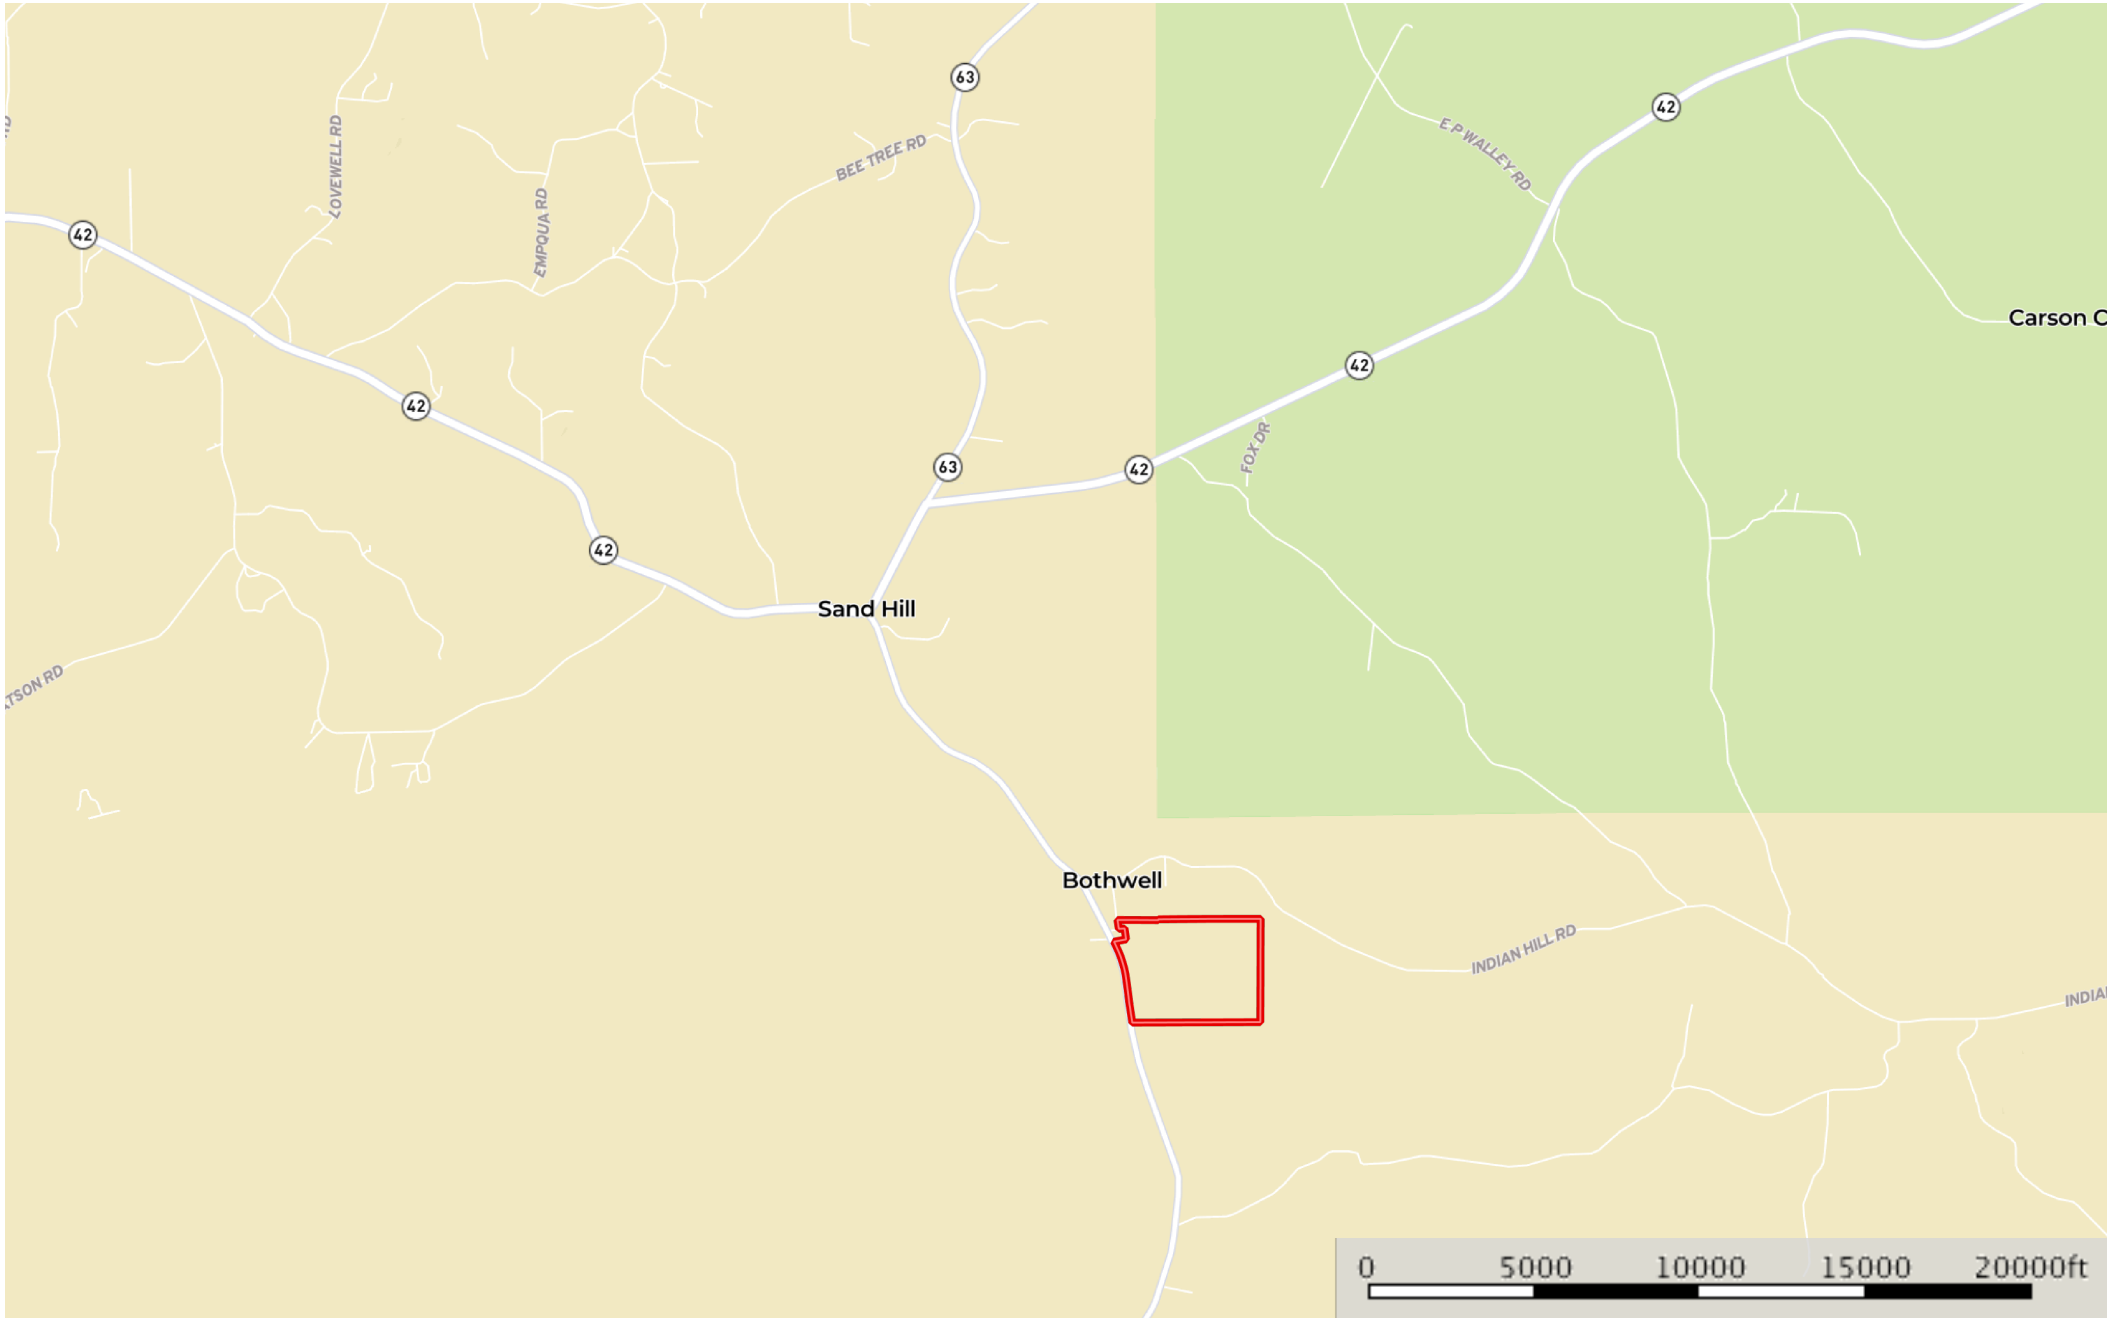 63
42
LOVEWELL RD
E P WALLEY RD
BEE TREE RD
EMPQUA RD
42
Carson C
42
42
63
42
FOX DR
42
Sand Hill
TSON RD
Bothwell
INDIAN HILL RD
INDIA
0 5000 10000 15000 20000ft